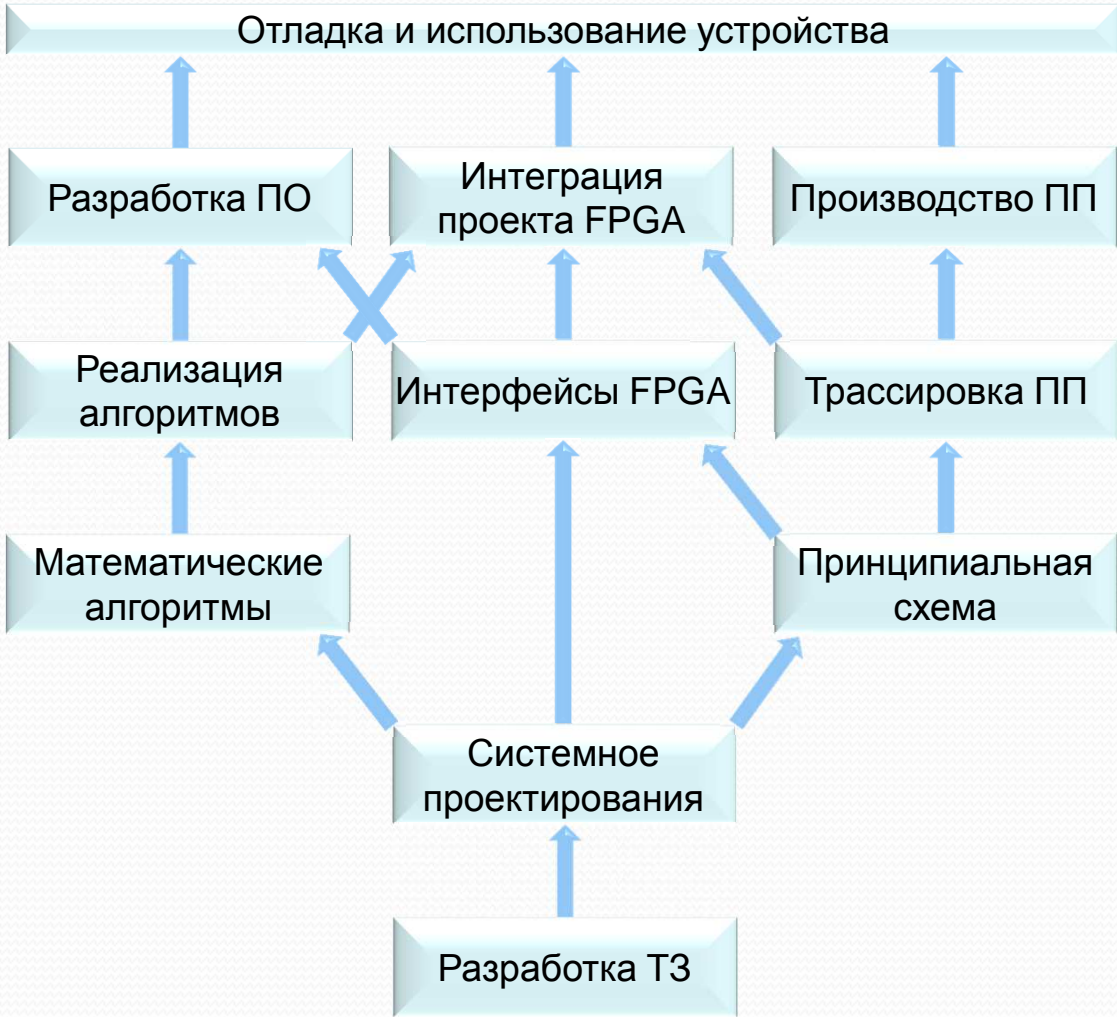 Отладка и использование устройства
Разработка ПО
Интеграция
проекта FPGA
Производство ПП
Реализация
алгоритмов
Интерфейсы FPGA
Трассировка ПП
Математические
алгоритмы
Принципиальная
схема
Системное
проектирования
Разработка ТЗ